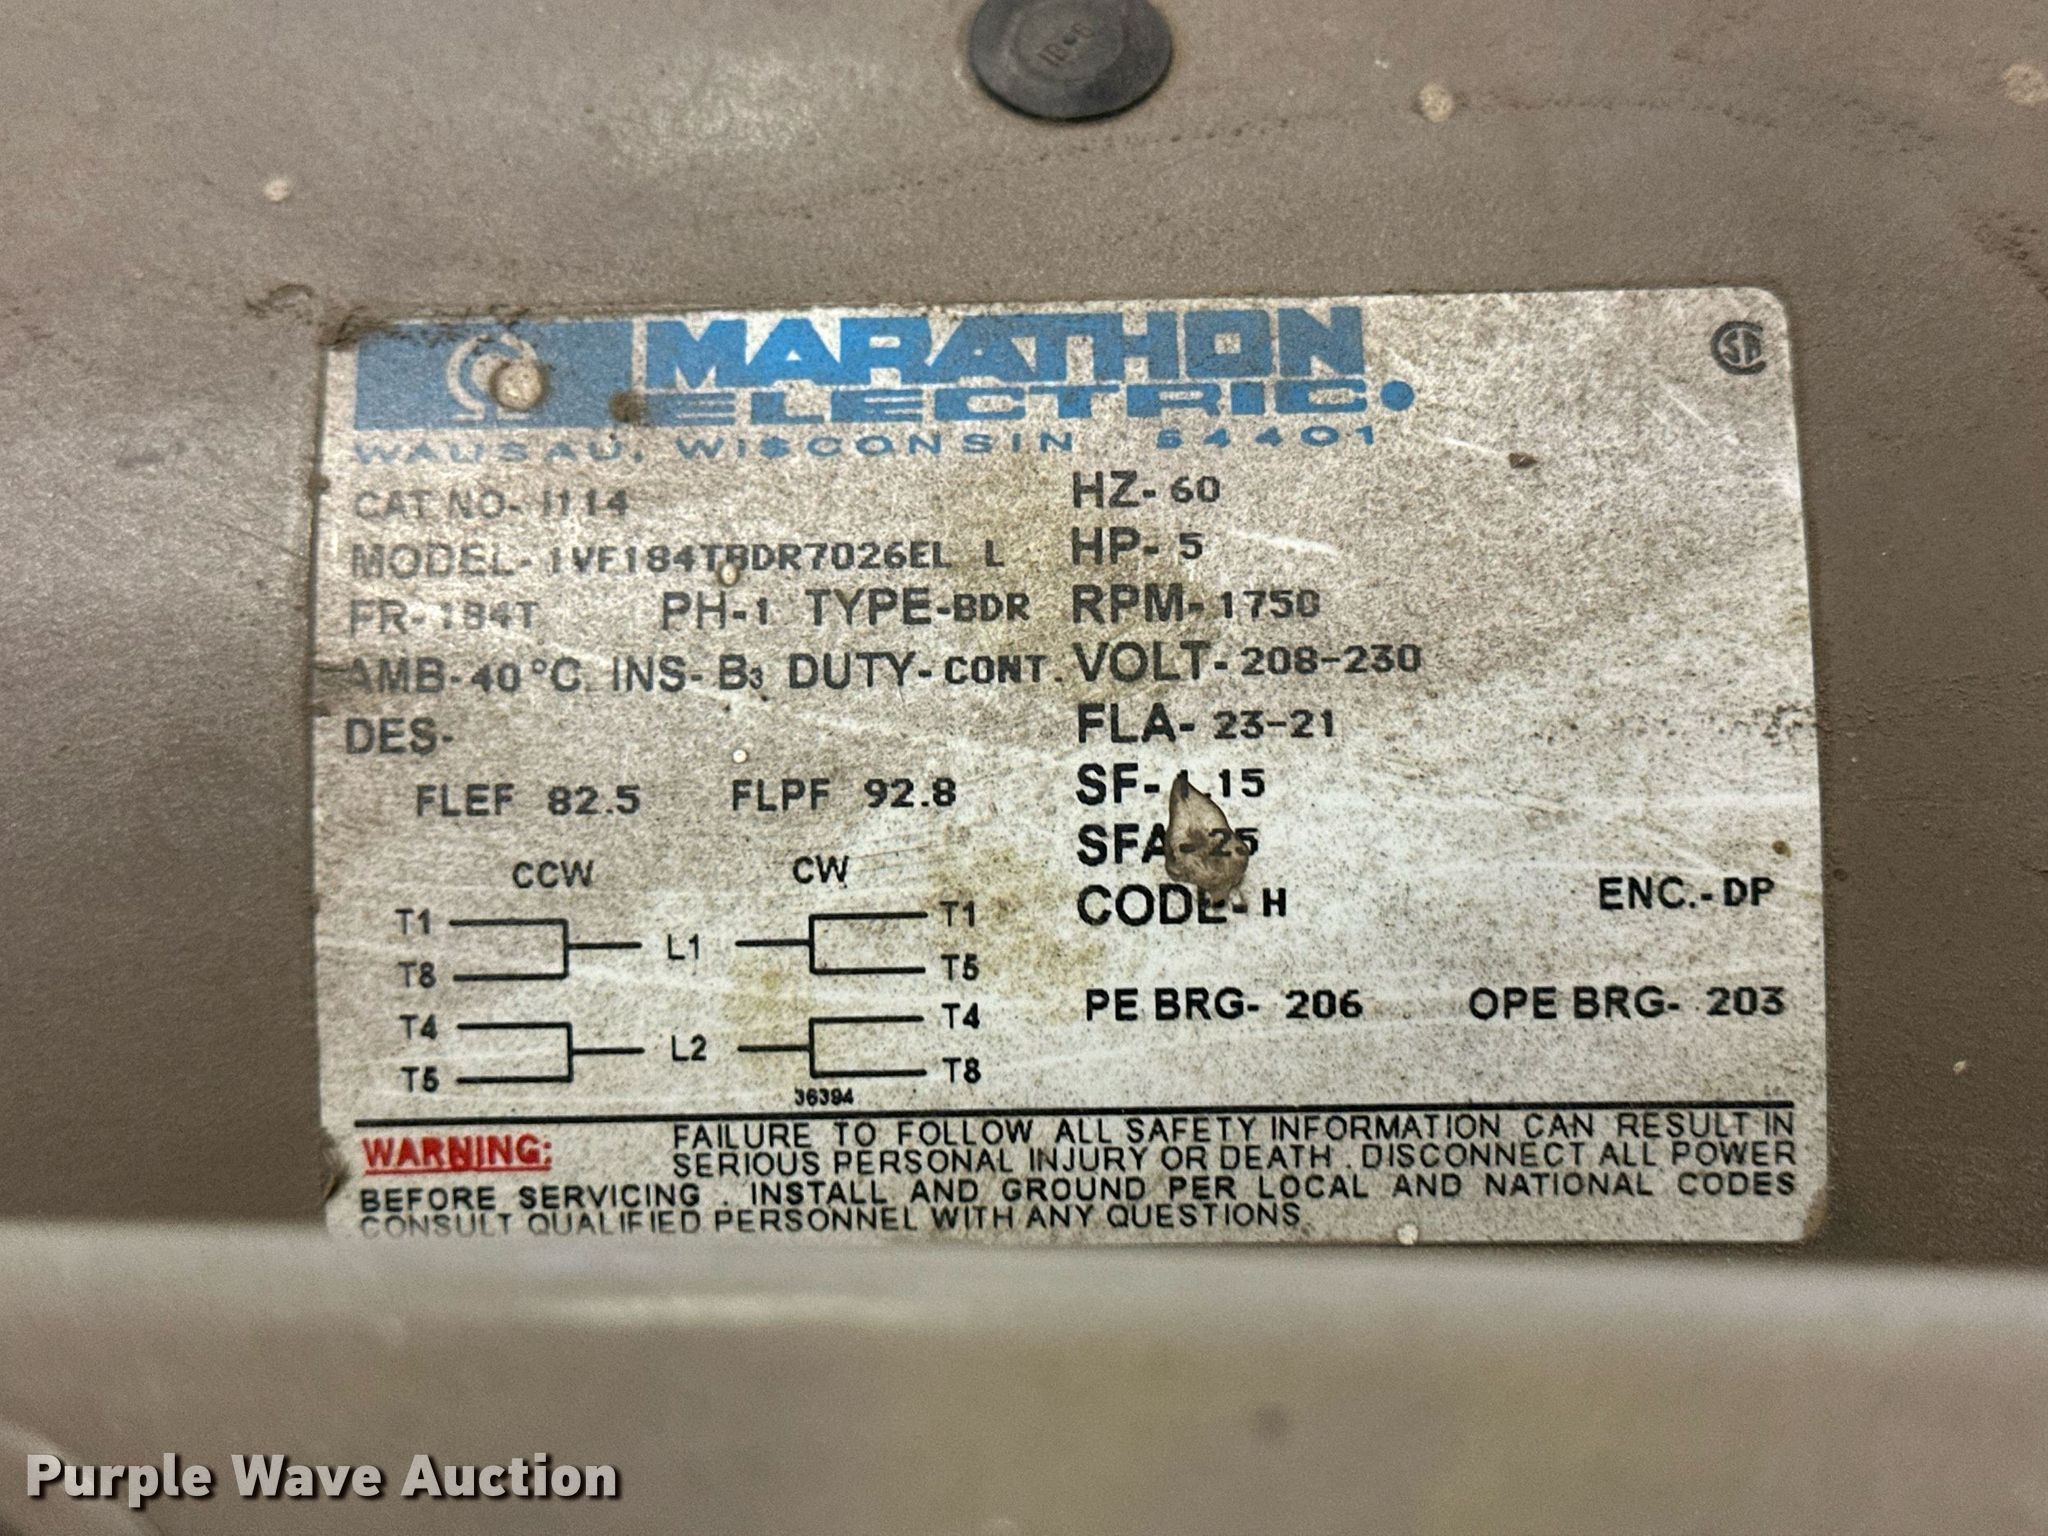 MARATHON
ELECTRIC.
WAUSAU, WISCONSIN 54401
CAT NO- I114
MODEL- 1VF184TBDR7026EL L
FR- 184T PH-1 TYPE-BDR
AMB-40°C. INS- B3 DUTY-CONT.
DES-
FLEF 82.5 FLPF 92.8
HZ- 60
HP- 5
RPM- 1750
VOLT- 208-230
FLA- 23-21
SF- 1.15
SFA- 25
CODE- H ENC.- DP
PE BRG- 206 OPE BRG- 203
CCW CW
T1 T1
L1
T8 T5
T4 T4
L2
T5 T8
36394
WARNING: FAILURE TO FOLLOW ALL SAFETY INFORMATION CAN RESULT IN
SERIOUS PERSONAL INJURY OR DEATH . DISCONNECT ALL POWER
BEFORE SERVICING . INSTALL AND GROUND PER LOCAL AND NATIONAL CODES
CONSULT QUALIFIED PERSONNEL WITH ANY QUESTIONS.
Purple Wave Auction